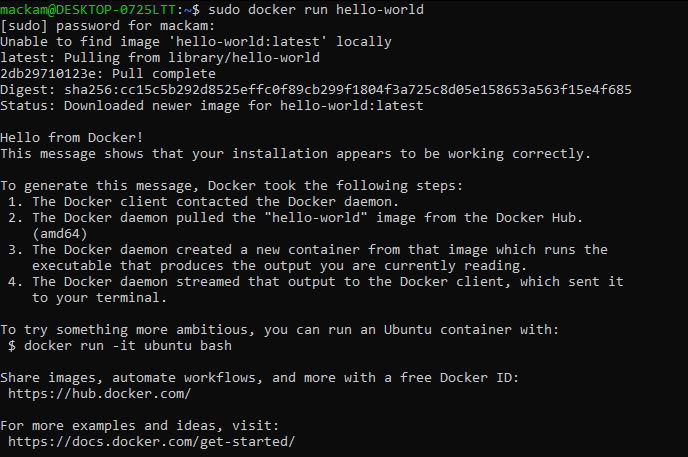 mackam@DESKTOP-0725LTT:~$ sudo docker run hello-world
[sudo] password for mackam:
Unable to find image 'hello-world:latest' locally
latest: Pulling from library/hello-world
2db29710123e: Pull complete
Digest: sha256:cc15c5b292d8525effc0f89cb299f1804f3a725c8d05e158653a563f15e4f685
Status: Downloaded newer image for hello-world:latest

Hello from Docker!
This message shows that your installation appears to be working correctly.

To generate this message, Docker took the following steps:
 1. The Docker client contacted the Docker daemon.
 2. The Docker daemon pulled the "hello-world" image from the Docker Hub.
    (amd64)
 3. The Docker daemon created a new container from that image which runs the
    executable that produces the output you are currently reading.
 4. The Docker daemon streamed that output to the Docker client, which sent it
    to your terminal.

To try something more ambitious, you can run an Ubuntu container with:
 $ docker run -it ubuntu bash

Share images, automate workflows, and more with a free Docker ID:
 https://hub.docker.com/

For more examples and ideas, visit:
 https://docs.docker.com/get-started/